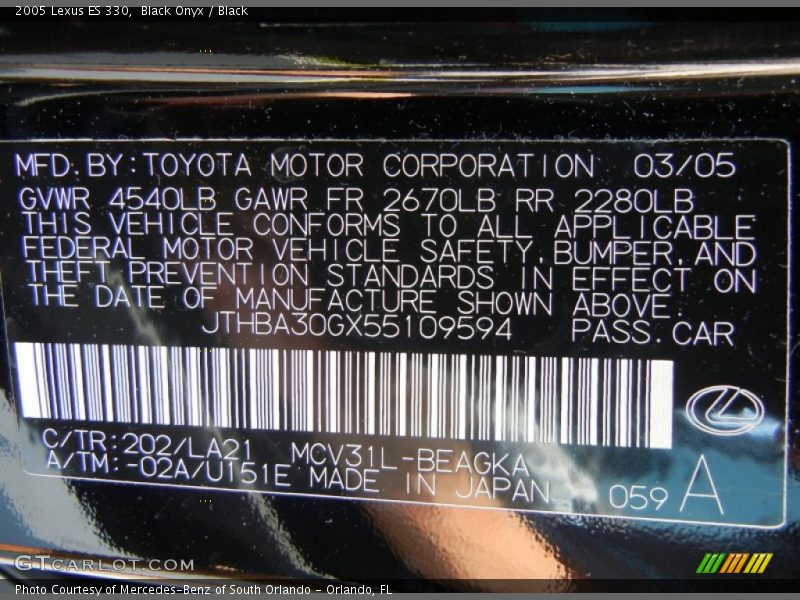 2005 Lexus ES 330, Black Onyx / Black
MFD.BY:TOYOTA MOTOR CORPORATION 03/05
GVWR 4540LB GAWR FR 2670LB RR 2280LB
THIS VEHICLE CONFORMS TO ALL APPLICABLE
FEDERAL MOTOR VEHICLE SAFETY,BUMPER,AND
THEFT PREVENTION STANDARDS IN EFFECT ON
THE DATE OF MANUFACTURE SHOWN ABOVE.
JTHBA30GX55109594 PASS.CAR
C/TR:202/LA21 MCV31L-BEAGKA
A/TM:-02A/U151E MADE IN JAPAN 059 A
GTCARLOT.COM
Photo Courtesy of Mercedes-Benz of South Orlando - Orlando, FL